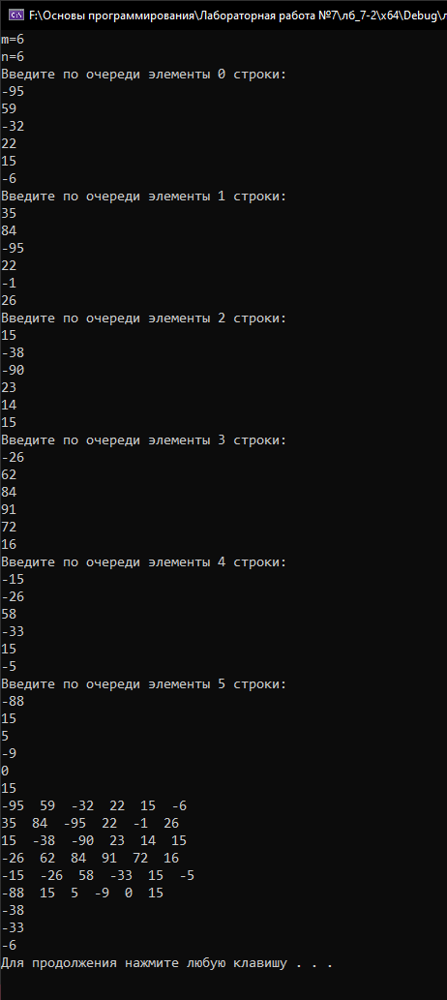 F:\Основы программирования\Лабораторная работа №7\лб_7-2\x64\Debug\л
m=6
n=6
Введите по очереди элементы 0 строки:
-95
59
-32
22
15
-6
Введите по очереди элементы 1 строки:
35
84
-95
22
-1
26
Введите по очереди элементы 2 строки:
15
-38
-90
23
14
15
Введите по очереди элементы 3 строки:
-26
62
84
91
72
16
Введите по очереди элементы 4 строки:
-15
-26
58
-33
15
-5
Введите по очереди элементы 5 строки:
-88
15
5
-9
0
15
-95  59  -32  22  15  -6
35  84  -95  22  -1  26
15  -38  -90  23  14  15
-26  62  84  91  72  16
-15  -26  58  -33  15  -5
-88  15  5  -9  0  15
-38
-33
-6
Для продолжения нажмите любую клавишу . . .